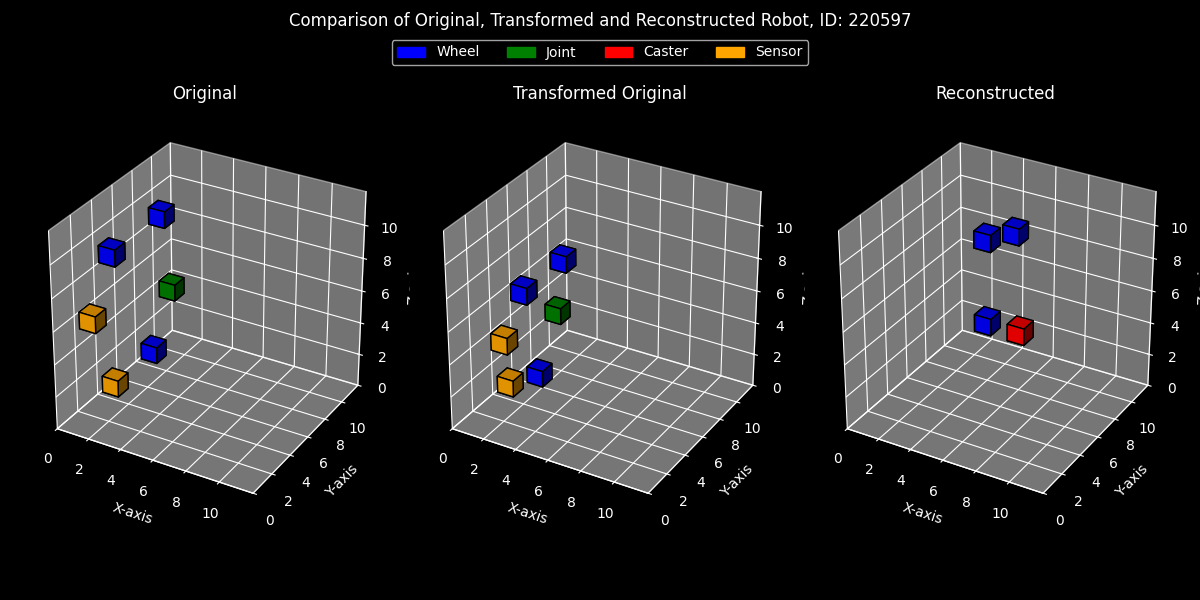 Comparison of Original, Transformed and Reconstructed Robot, ID: 220597
Wheel Joint Caster Sensor
Original
0 2 4 6 8 10
X-axis
0 2 4 6 8 10
Y-axis
0 2 4 6 8 10
Transformed Original
0 2 4 6 8 10
X-axis
0 2 4 6 8 10
Y-axis
0 2 4 6 8 10
Reconstructed
0 2 4 6 8 10
X-axis
0 2 4 6 8 10
Y-axis
0 2 4 6 8 10